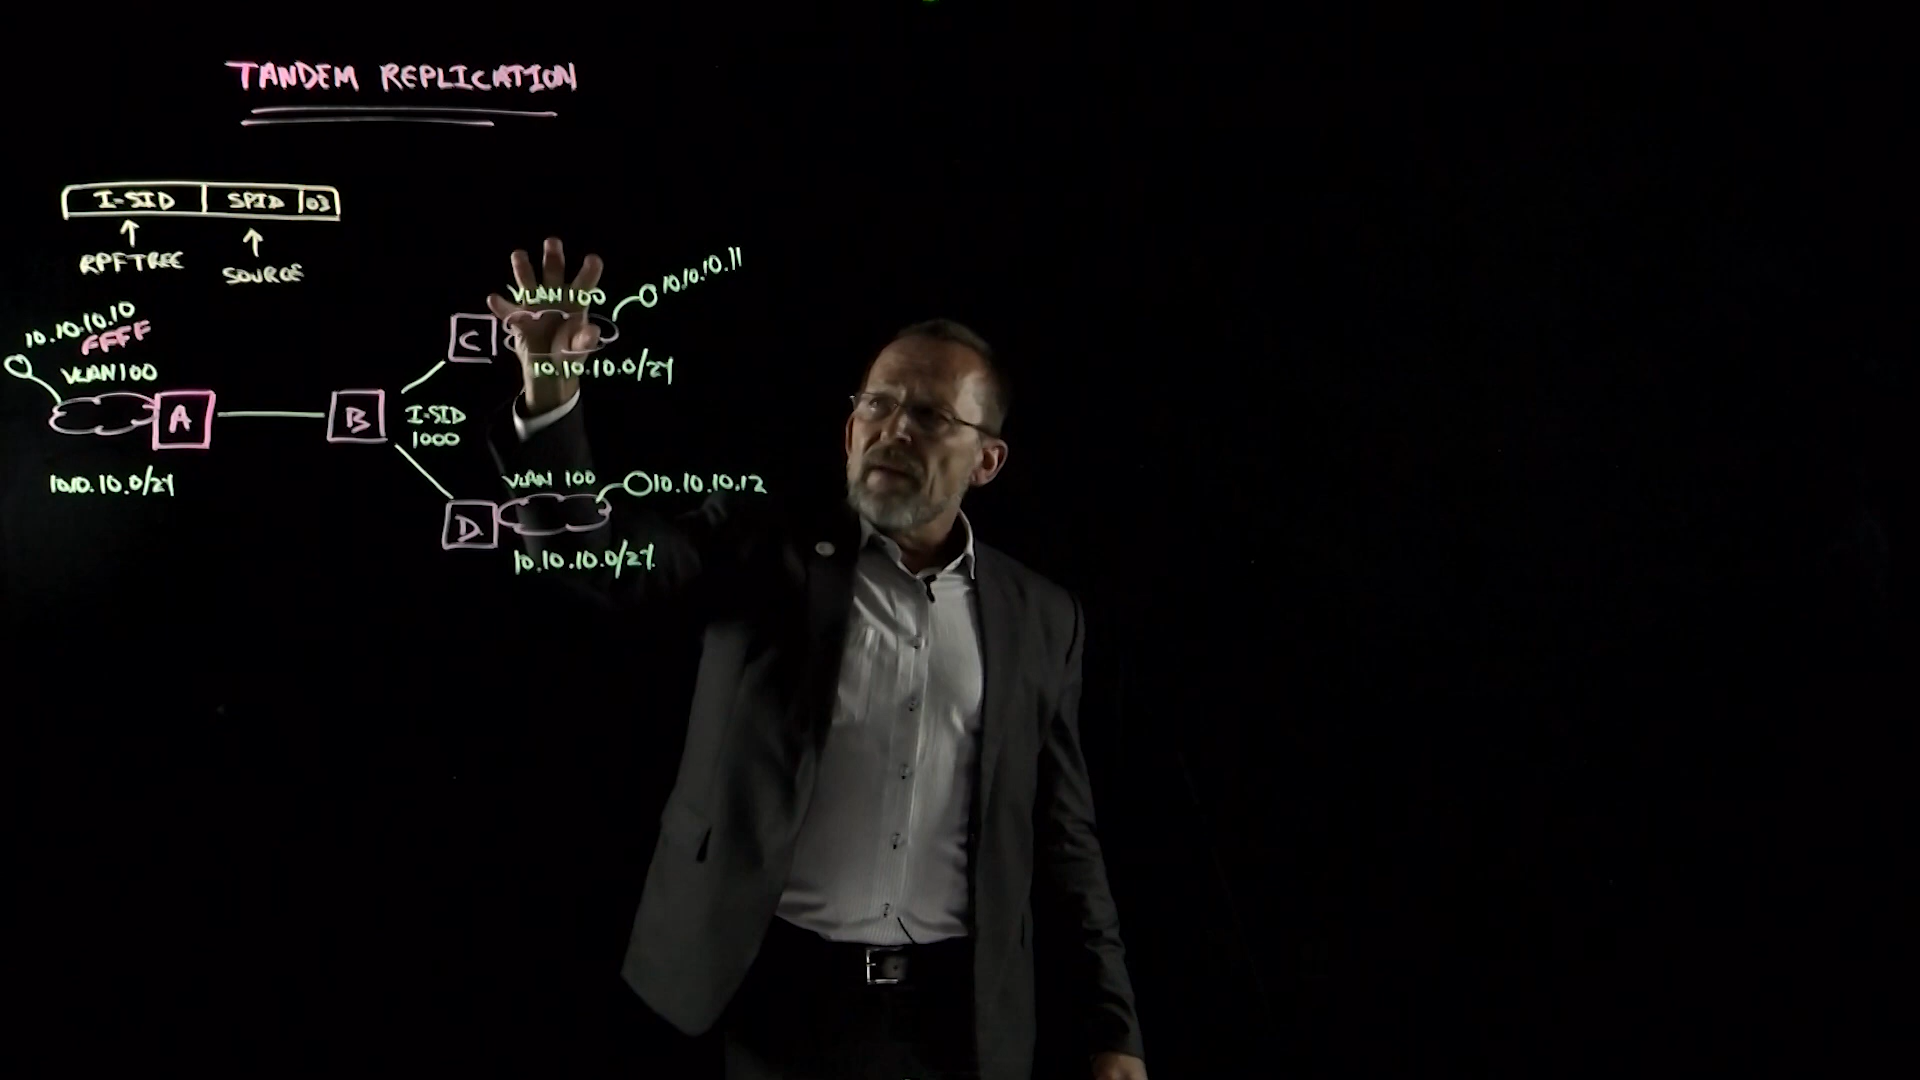 TANDEM REPLICATION
I-SID SPID 03
RPFTREE
SOURCE
10.10.10.10
FFFF
VLAN 100
A
10.10.10.0/24
B
I-SID
1000
VLAN 100
10.10.10.11
C
10.10.10.0/24
VLAN 100
10.10.10.12
D
10.10.10.0/24